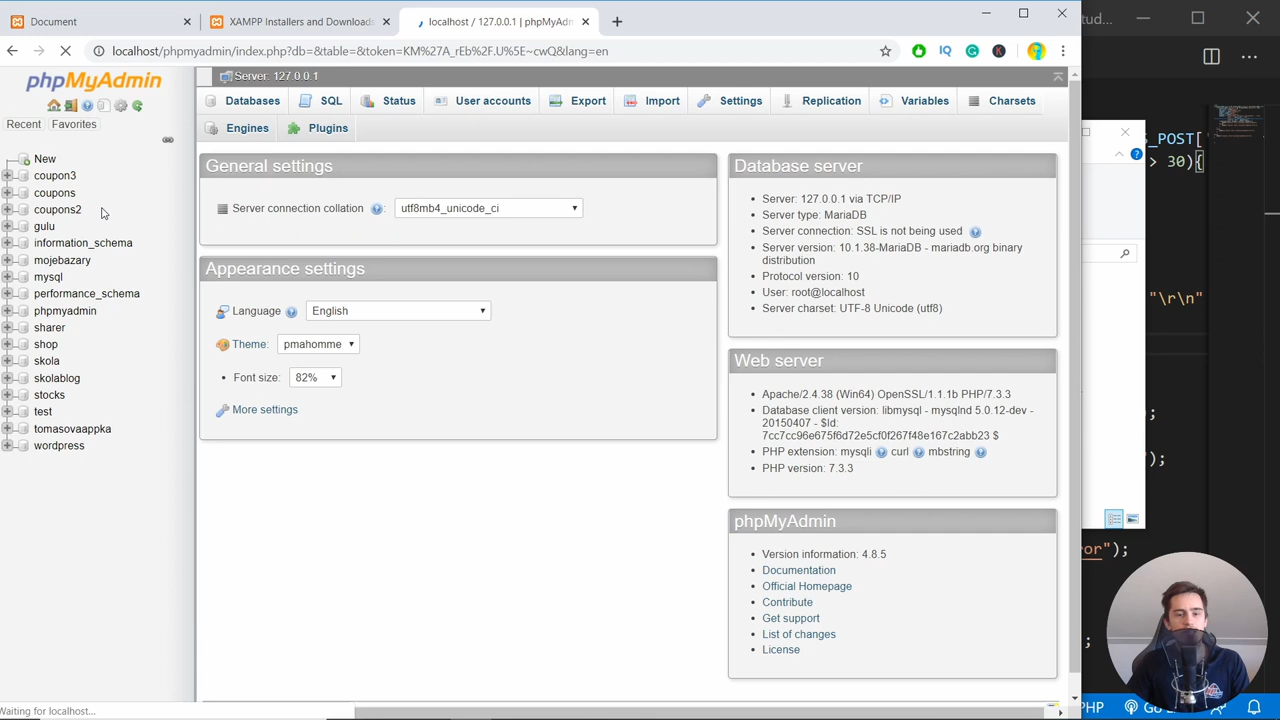 Document
XAMPP Installers and Downloads
localhost / 127.0.0.1 | phpMyAdm
localhost/phpmyadmin/index.php?db=&table=&token=KM%27A_rEb%2F.U%5E~cwQ&lang=en
phpMyAdmin
Recent Favorites
New
coupon3
coupons
coupons2
gulu
information_schema
mojebazary
mysql
performance_schema
phpmyadmin
sharer
shop
skola
skolablog
stocks
test
tomasovaappka
wordpress
Waiting for localhost...
Server: 127.0.0.1
Databases SQL Status User accounts Export Import Settings Replication Variables Charsets
Engines Plugins
General settings
Server connection collation : utf8mb4_unicode_ci
Appearance settings
Language English
Theme: pmahomme
Font size: 82%
More settings
Database server
Server: 127.0.0.1 via TCP/IP
Server type: MariaDB
Server connection: SSL is not being used
Server version: 10.1.38-MariaDB - mariadb.org binary
distribution
Protocol version: 10
User: root@localhost
Server charset: UTF-8 Unicode (utf8)
Web server
Apache/2.4.38 (Win64) OpenSSL/1.1.1b PHP/7.3.3
Database client version: libmysql - mysqlnd 5.0.12-dev -
20150407 - $Id:
7cc7cc96e675f6d72e5cf0f267f48e167c2abb23 $
PHP extension: mysqli curl mbstring
PHP version: 7.3.3
phpMyAdmin
Version information: 4.8.5
Documentation
Official Homepage
Contribute
Get support
List of changes
License
tud...
_POST["
> 30){
"\r\n"
;
");
or");
;
PHP
Go L